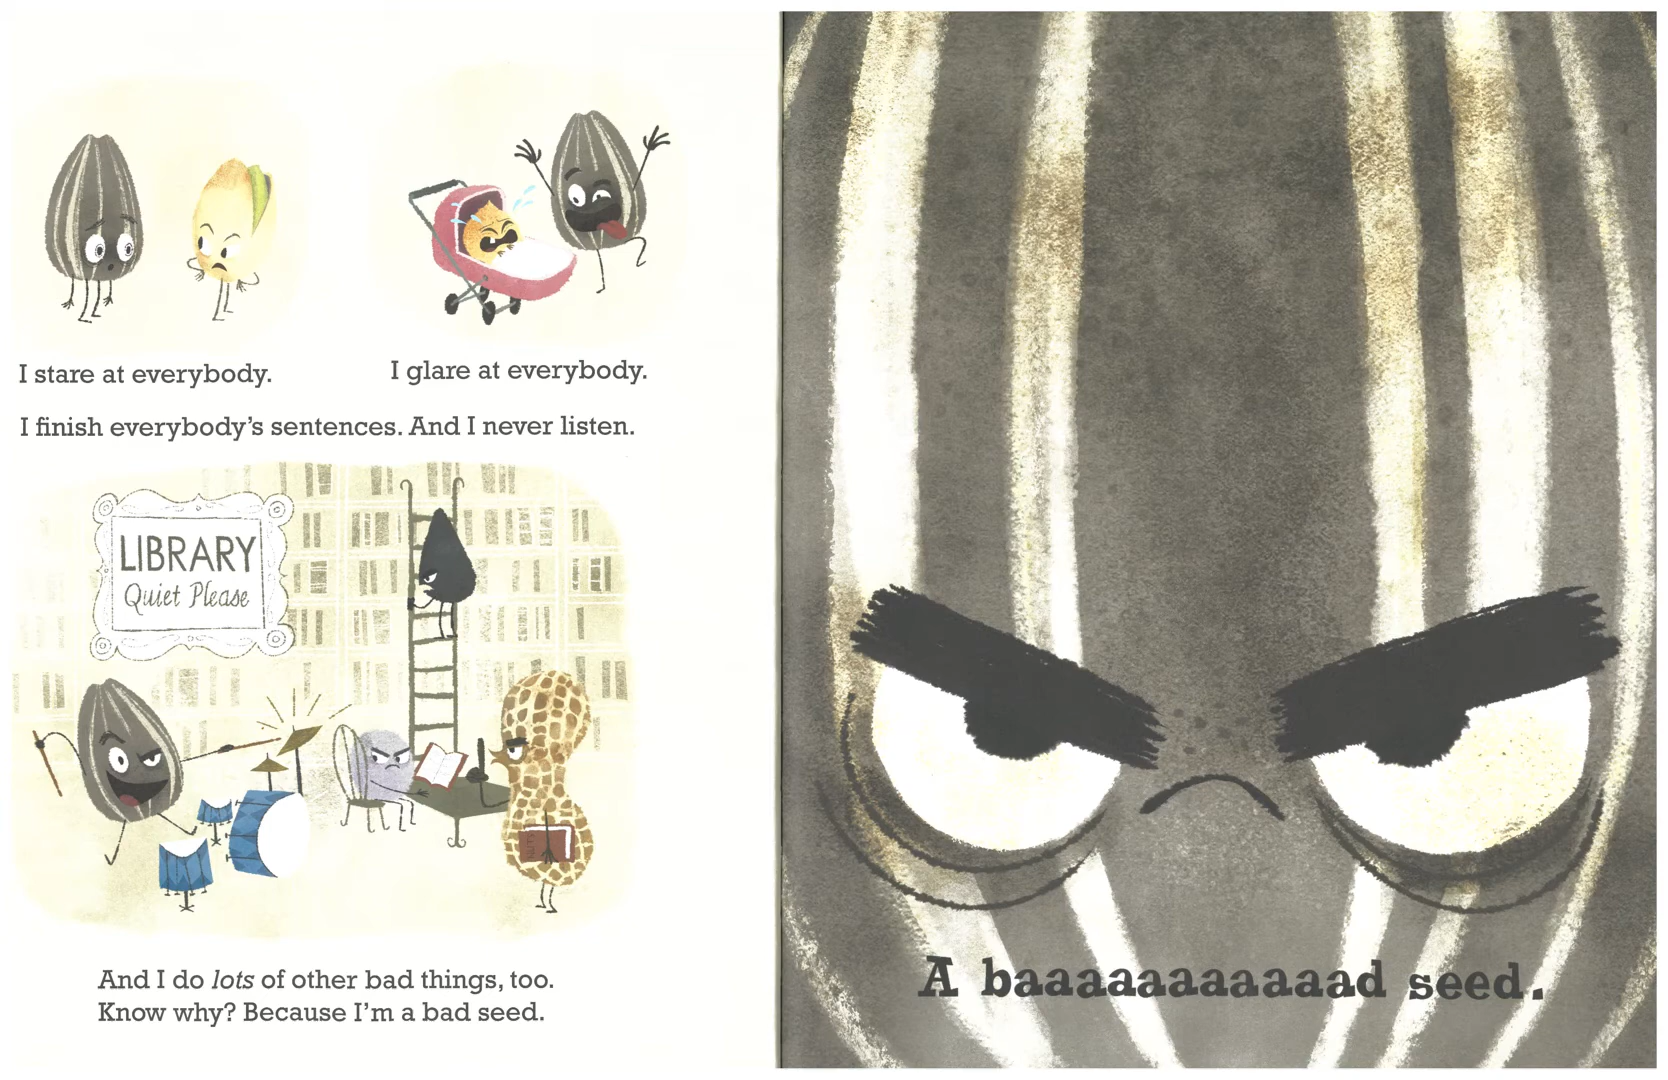 I stare at everybody.
I glare at everybody.
I finish everybody's sentences. And I never listen.
LIBRARY
Quiet Please
And I do lots of other bad things, too.
Know why? Because I'm a bad seed.
A baaaaaaaaaaaad seed.